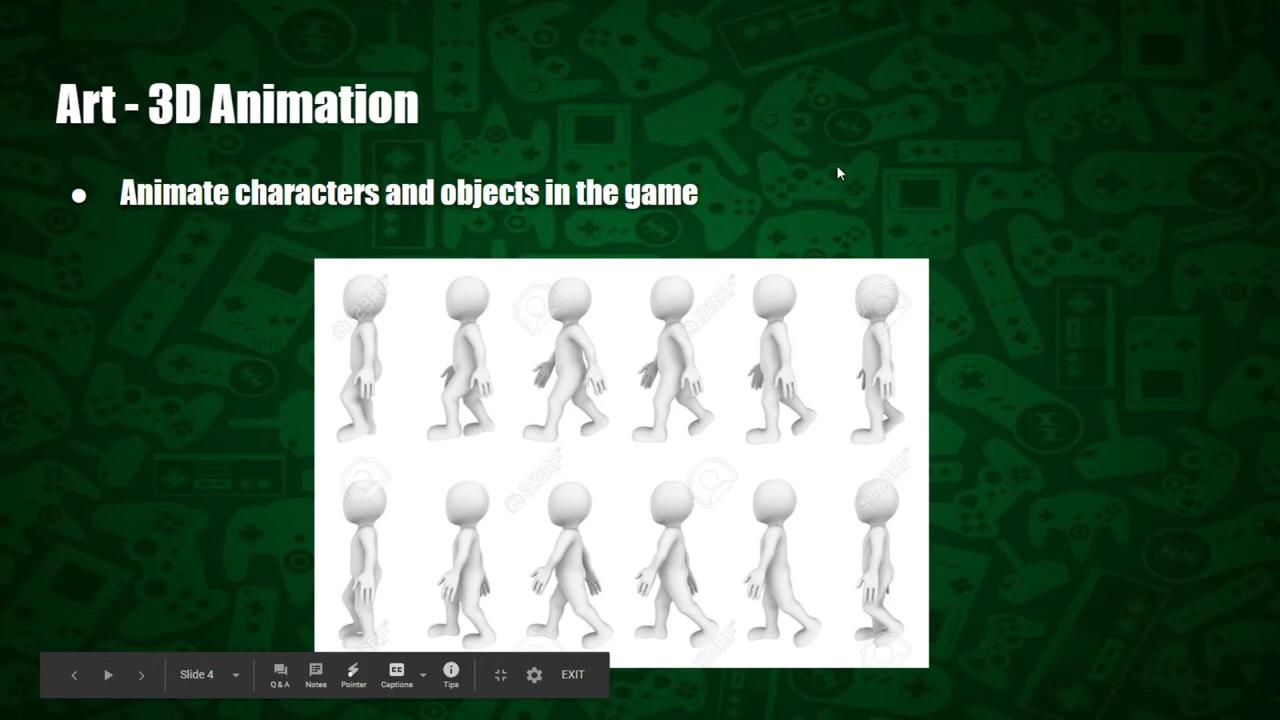 Art - 3D Animation
● Animate characters and objects in the game
Slide 4
Q & A
Notes
Pointer
Captions
Tips
EXIT